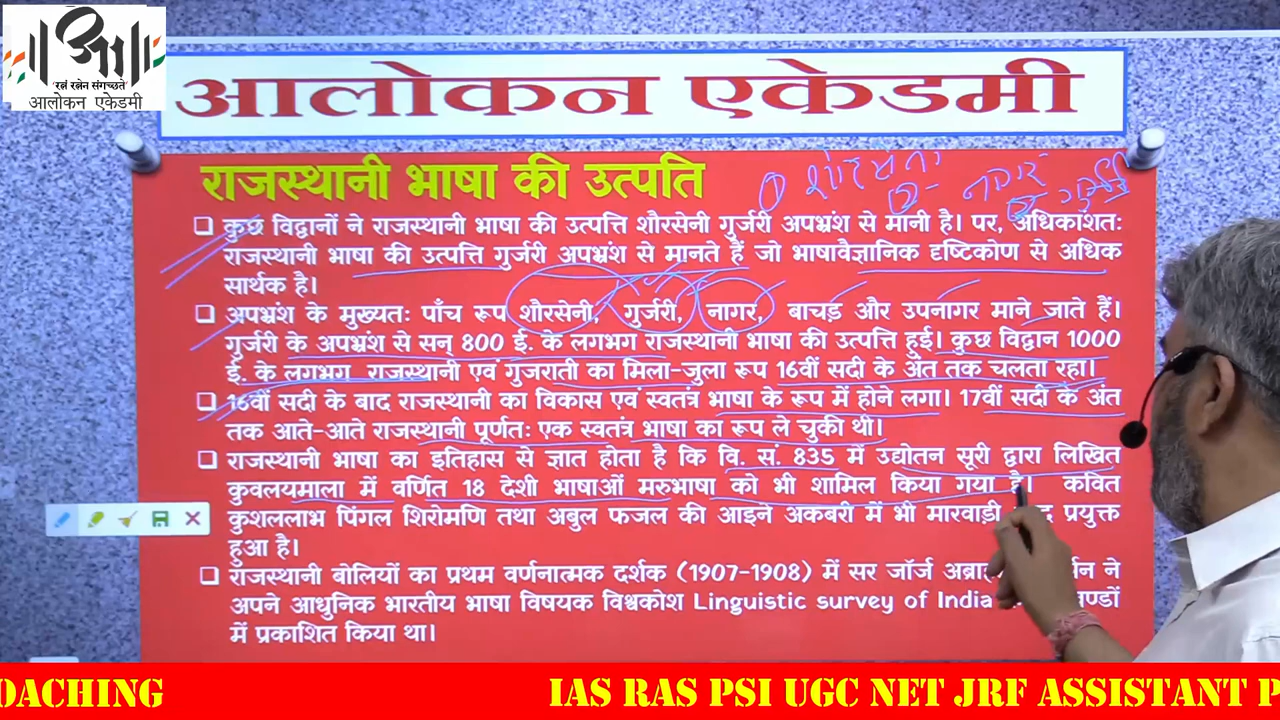 रत्नं रत्नेन संगच्छते
आलोकन एकेडमी
आलोकन एकेडमी
राजस्थानी भाषा की उत्पति
① शौरसेनी ②- नागर
❑ कुछ विद्वानों ने राजस्थानी भाषा की उत्पत्ति शौरसेनी गुर्जरी अपभ्रंश से मानी है। पर, अधिकांशतः
राजस्थानी भाषा की उत्पत्ति गुर्जरी अपभ्रंश से मानते हैं जो भाषावैज्ञानिक दृष्टिकोण से अधिक
सार्थक है।
❑ अपभ्रंश के मुख्यतः पाँच रूप शौरसेनी, गुर्जरी, नागर, बाचड़ और उपनागर माने जाते हैं।
गुर्जरी के अपभ्रंश से सन् 800 ई. के लगभग राजस्थानी भाषा की उत्पत्ति हुई। कुछ विद्वान 1000
ई. के लगभग राजस्थानी एवं गुजराती का मिला-जुला रूप 16वीं सदी के अंत तक चलता रहा।
❑ 16वीं सदी के बाद राजस्थानी का विकास एवं स्वतंत्र भाषा के रूप में होने लगा। 17वीं सदी के अंत
तक आते-आते राजस्थानी पूर्णतः एक स्वतंत्र भाषा का रूप ले चुकी थी।
❑ राजस्थानी भाषा का इतिहास से ज्ञात होता है कि वि. सं. 835 में उद्योतन सूरी द्वारा लिखित
कुवलयमाला में वर्णित 18 देशी भाषाओं मरुभाषा को भी शामिल किया गया है। कवित
कुशललाभ पिंगल शिरोमणि तथा अबुल फजल की आइने अकबरी में भी मारवाड़ी प्रयुक्त
हुआ है।
❑ राजस्थानी बोलियों का प्रथम वर्णनात्मक दर्शक (1907-1908) में सर जॉर्ज ने
अपने आधुनिक भारतीय भाषा विषयक विश्वकोश Linguistic survey of India
में प्रकाशित किया था।
OACHING IAS RAS PSI UGC NET JRF ASSISTANT P